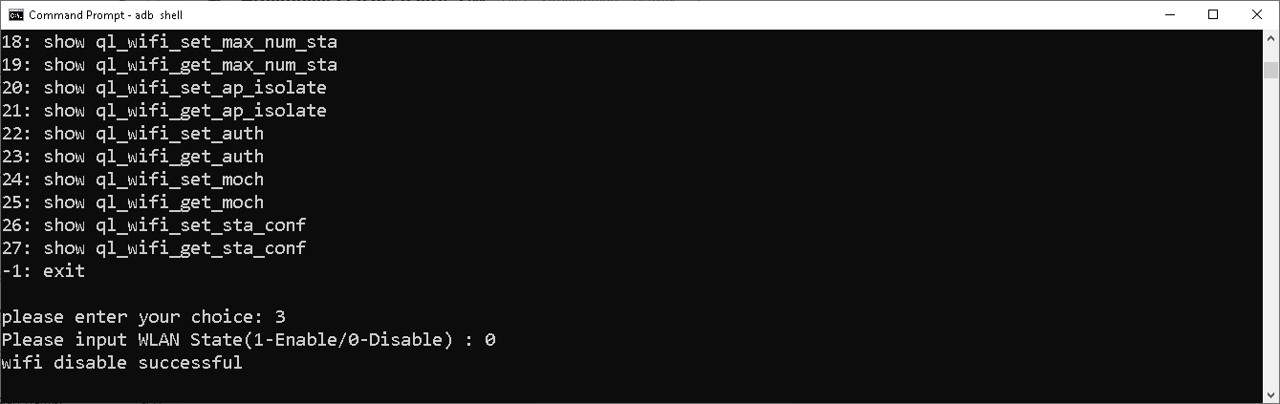 Command Prompt - adb  shell
18: show ql_wifi_set_max_num_sta
19: show ql_wifi_get_max_num_sta
20: show ql_wifi_set_ap_isolate
21: show ql_wifi_get_ap_isolate
22: show ql_wifi_set_auth
23: show ql_wifi_get_auth
24: show ql_wifi_set_moch
25: show ql_wifi_get_moch
26: show ql_wifi_set_sta_conf
27: show ql_wifi_get_sta_conf
-1: exit
please enter your choice: 3
Please input WLAN State(1-Enable/0-Disable) : 0
wifi disable successful